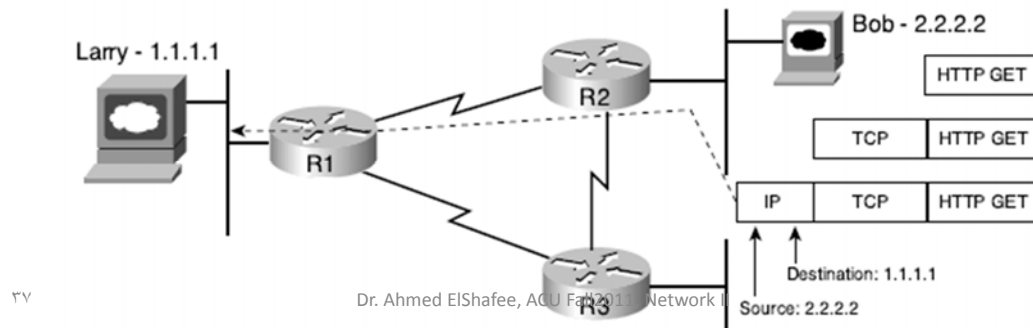 Larry - 1.1.1.1
Bob - 2.2.2.2
HTTP GET
R2
TCP HTTP GET
R1
IP TCP HTTP GET
Destination: 1.1.1.1
Source: 2.2.2.2
R3
Dr. Ahmed ElShafee, ACU Fall2011, Network I
٣٧